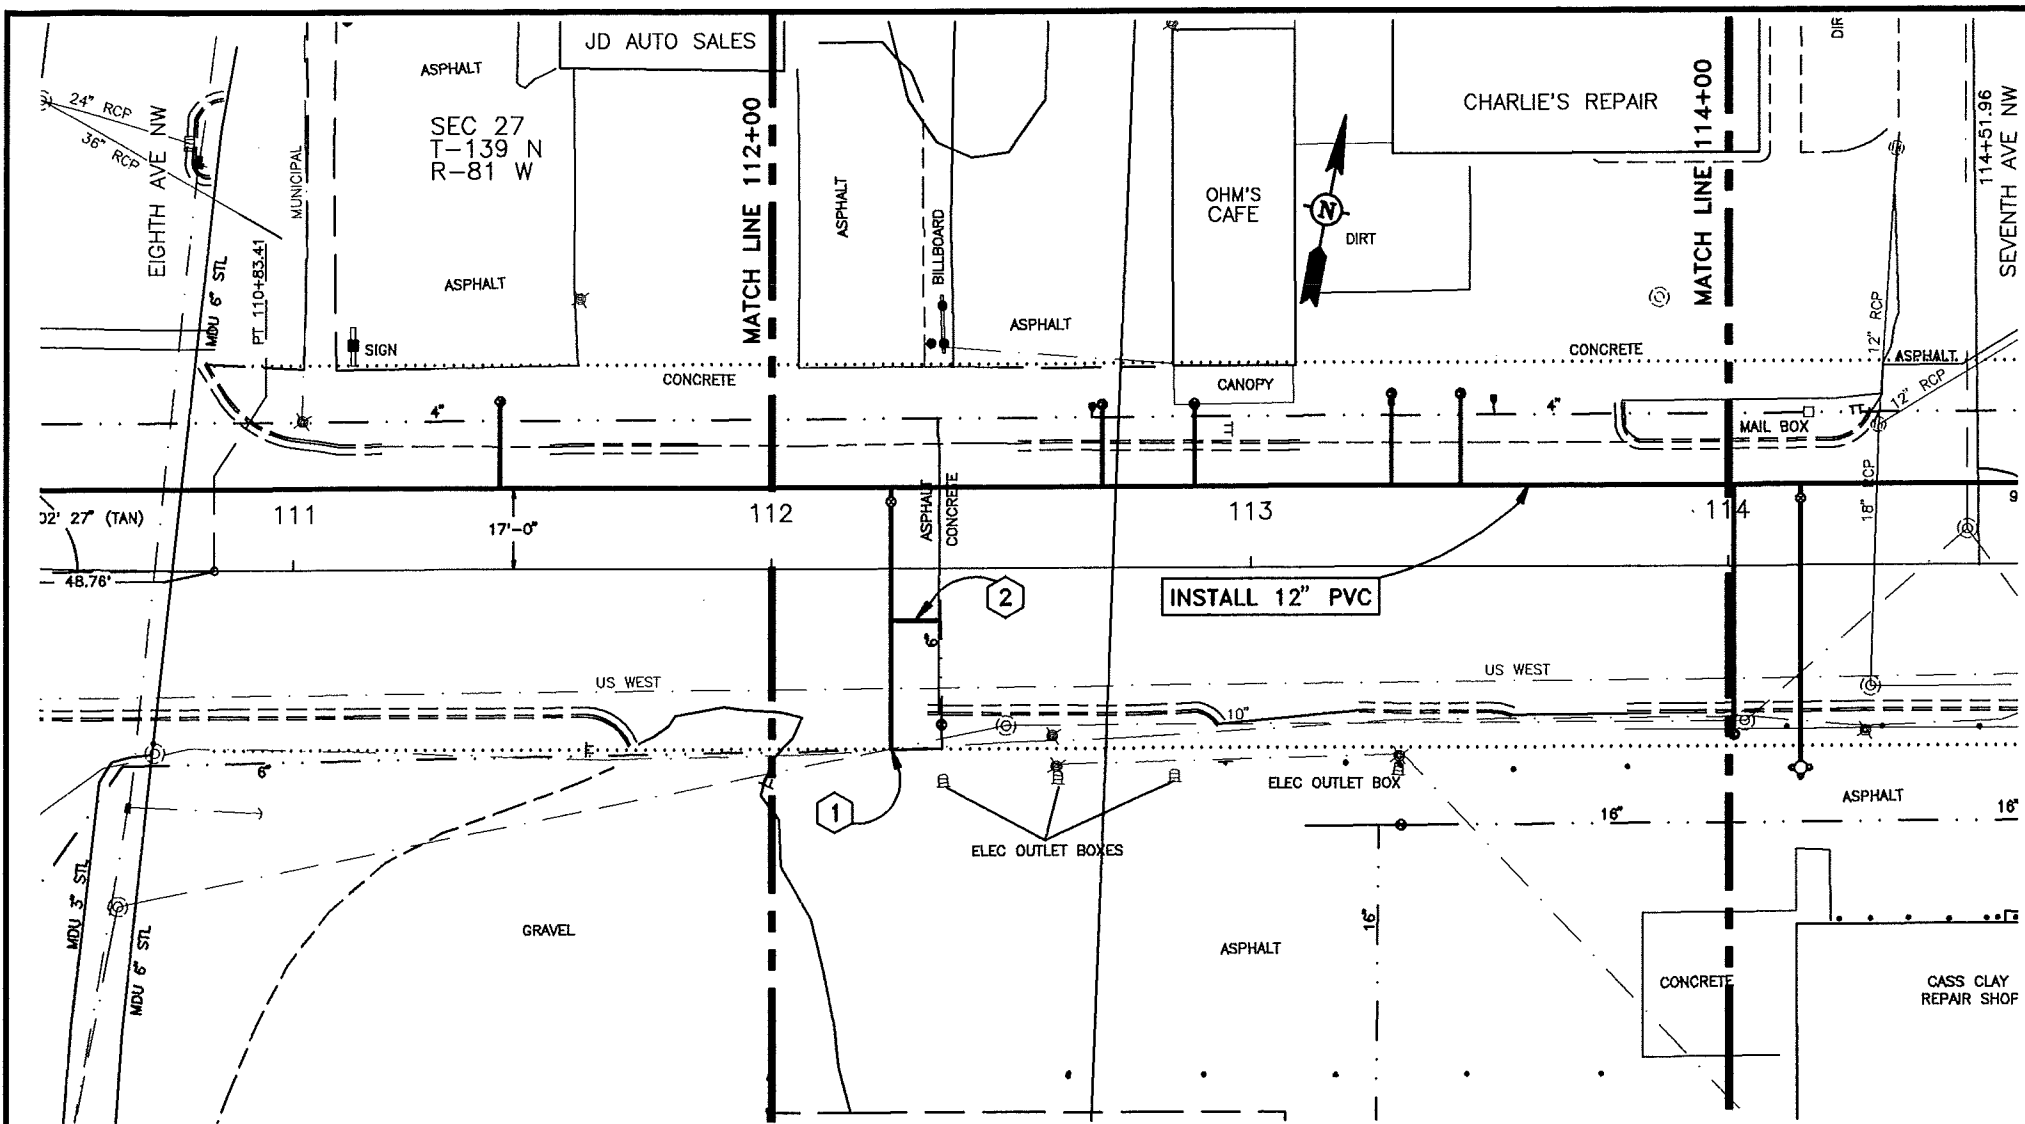 JD AUTO SALES
ASPHALT
SEC 27
T-139 N
R-81 W
24" RCP
36" RCP
EIGHTH AVE NW
MUNICIPAL
PT 110+83.41
MDU 6" STL
ASPHALT
SIGN
MATCH LINE 112+00
ASPHALT
BILLBOARD
ASPHALT
OHM'S
CAFE
N
DIRT
CHARLIE'S REPAIR
MATCH LINE 114+00
114+51.96
SEVENTH AVE NW
12" RCP
ASPHALT
12" RCP
CONCRETE
CONCRETE
CANOPY
4"
4"
MAIL BOX
18" RCP
02' 27" (TAN)
48.76'
111
17'-0"
112
ASPHALT
CONCRETE
113
114
9
INSTALL 12" PVC
2
6"
US WEST
US WEST
10"
6"
1
ELEC OUTLET BOX
ELEC OUTLET BOXES
ASPHALT
16"
16"
16"
MDU 3" STL
MDU 6" STL
GRAVEL
ASPHALT
CONCRETE
CASS CLAY
REPAIR SHOP